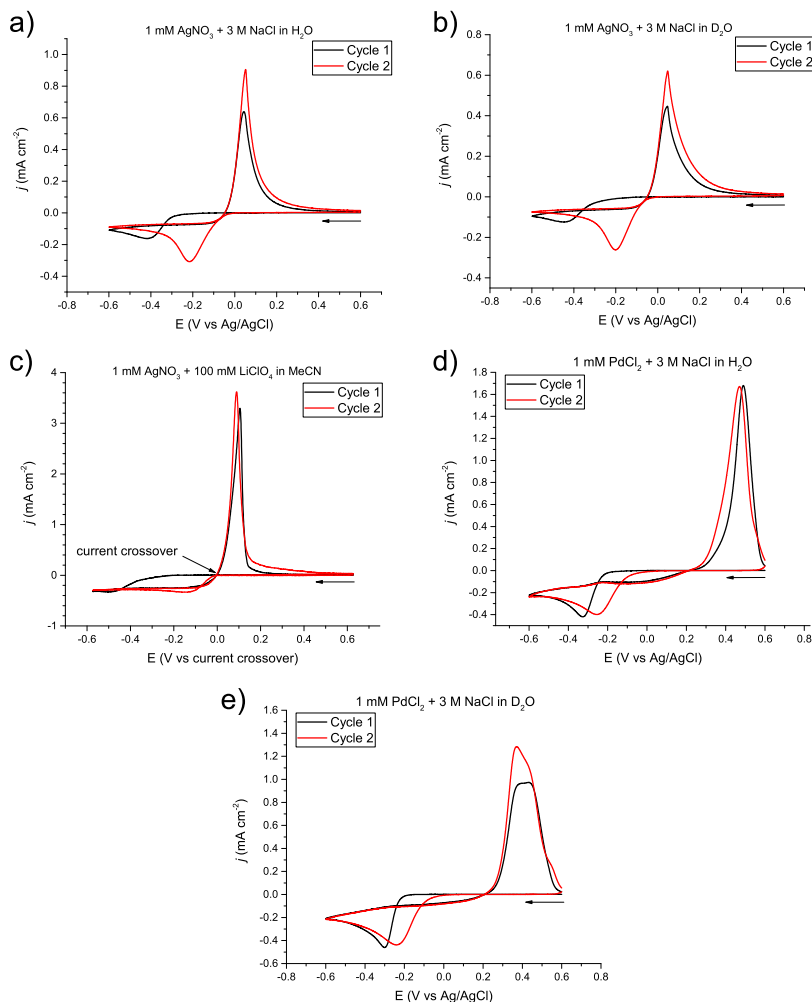 a)
1 mM AgNO3 + 3 M NaCl in H2O
Cycle 1
Cycle 2
1.0
0.8
0.6
0.4
0.2
0.0
-0.2
-0.4
j (mA cm-2)
-0.8 -0.6 -0.4 -0.2 0.0 0.2 0.4 0.6 0.8
E (V vs Ag/AgCl)
b)
1 mM AgNO3 + 3 M NaCl in D2O
Cycle 1
Cycle 2
0.8
0.6
0.4
0.2
0.0
-0.2
-0.4
j (mA cm-2)
-0.8 -0.6 -0.4 -0.2 0.0 0.2 0.4 0.6 0.8
E (V vs Ag/AgCl)
c)
1 mM AgNO3 + 100 mM LiClO4 in MeCN
Cycle 1
Cycle 2
current crossover
4
3
2
1
0
-1
j (mA cm-2)
-0.8 -0.6 -0.4 -0.2 0.0 0.2 0.4 0.6 0.8
E (V vs current crossover)
d)
1 mM PdCl2 + 3 M NaCl in H2O
Cycle 1
Cycle 2
1.8
1.6
1.4
1.2
1.0
0.8
0.6
0.4
0.2
0.0
-0.2
-0.4
j (mA cm-2)
-0.6 -0.4 -0.2 0.0 0.2 0.4 0.6 0.8
E (V vs Ag/AgCl)
e)
1 mM PdCl2 + 3 M NaCl in D2O
Cycle 1
Cycle 2
1.6
1.4
1.2
1.0
0.8
0.6
0.4
0.2
0.0
-0.2
-0.4
-0.6
j (mA cm-2)
-0.8 -0.6 -0.4 -0.2 0.0 0.2 0.4 0.6 0.8
E (V vs Ag/AgCl)